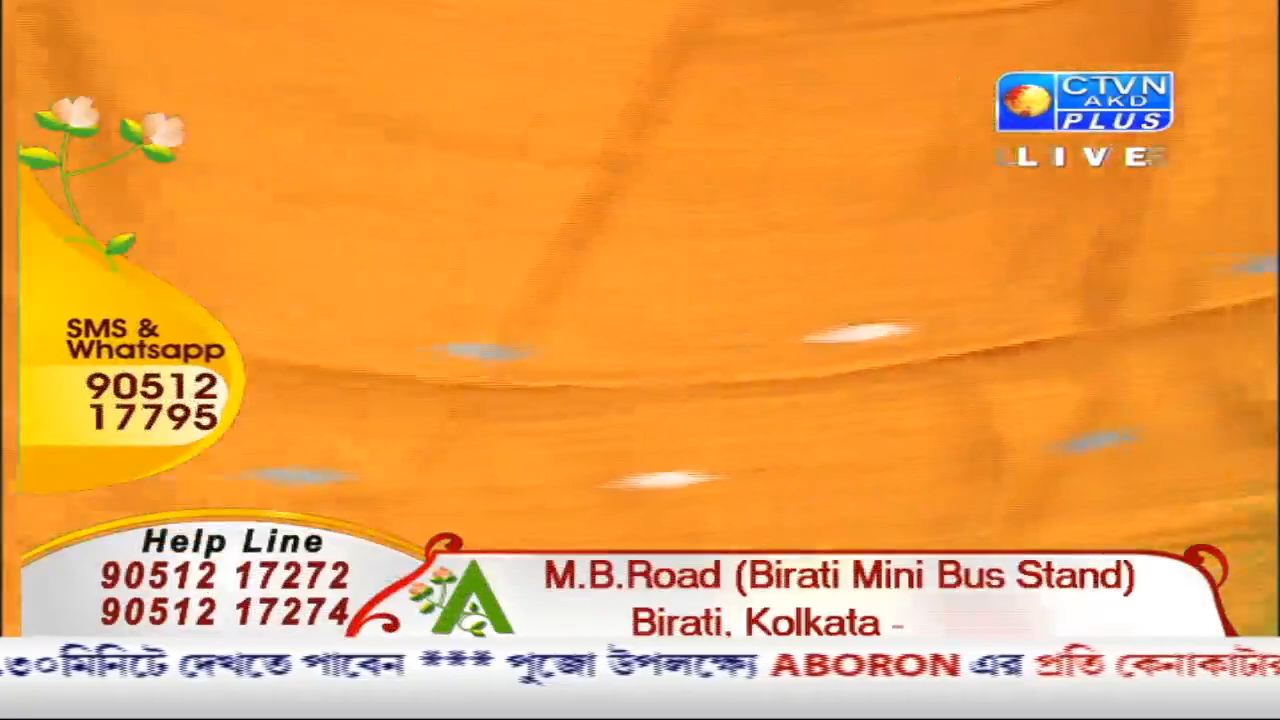 CTVN
AKD
PLUS
LIVE
SMS &
Whatsapp
90512
17795
Help Line
90512 17272
90512 17274
M.B.Road (Birati Mini Bus Stand)
Birati, Kolkata -
.৩০মিনিটে দেখতে পাবেন *** পূজো উপলক্ষ্যে ABORON এর প্রতি কেনাকাটার